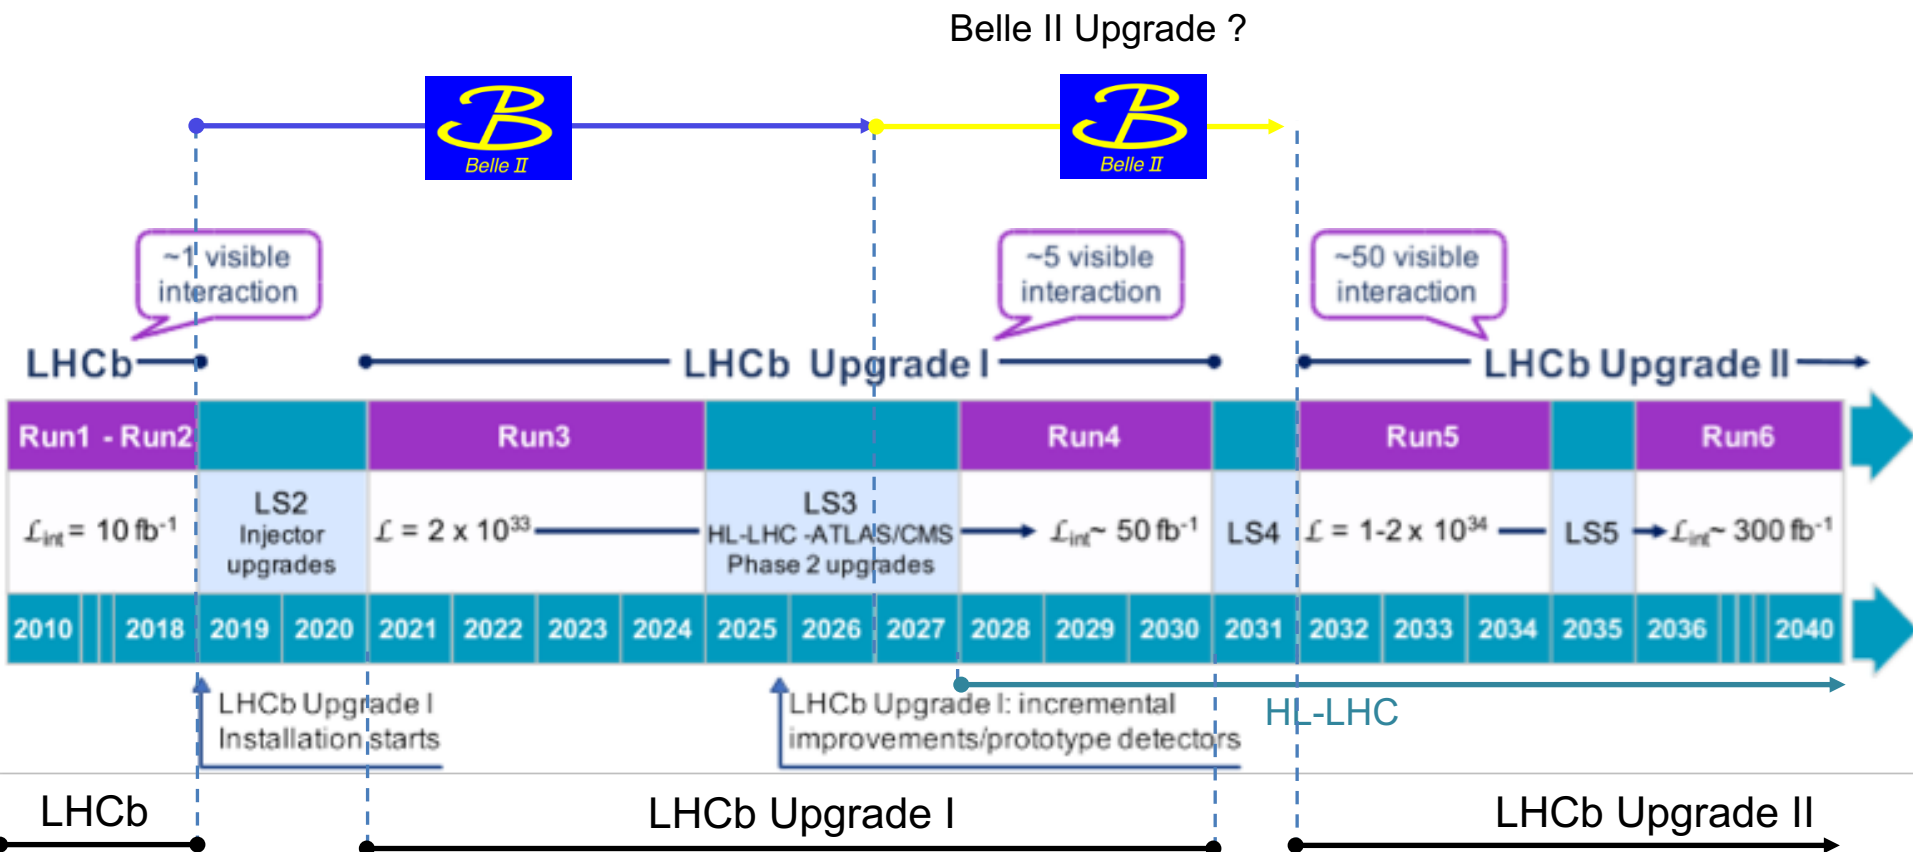 Belle II Upgrade ?
Belle II
Belle II
~1 visible
interaction
~5 visible
interaction
~50 visible
interaction
LHCb
LHCb Upgrade I
LHCb Upgrade II
Run1 - Run2
Run3
Run4
Run5
Run6
ℒint = 10 fb-1
LS2
Injector
upgrades
ℒ = 2 x 10³³
LS3
HL-LHC -ATLAS/CMS
Phase 2 upgrades
ℒint~ 50 fb-1
LS4
ℒ = 1-2 x 10³⁴
LS5
ℒint~ 300 fb-1
2010 2018 2019 2020 2021 2022 2023 2024 2025 2026 2027 2028 2029 2030 2031 2032 2033 2034 2035 2036 2040
LHCb Upgrade I
Installation starts
LHCb Upgrade I: incremental
improvements/prototype detectors
HL-LHC
LHCb
LHCb Upgrade I
LHCb Upgrade II